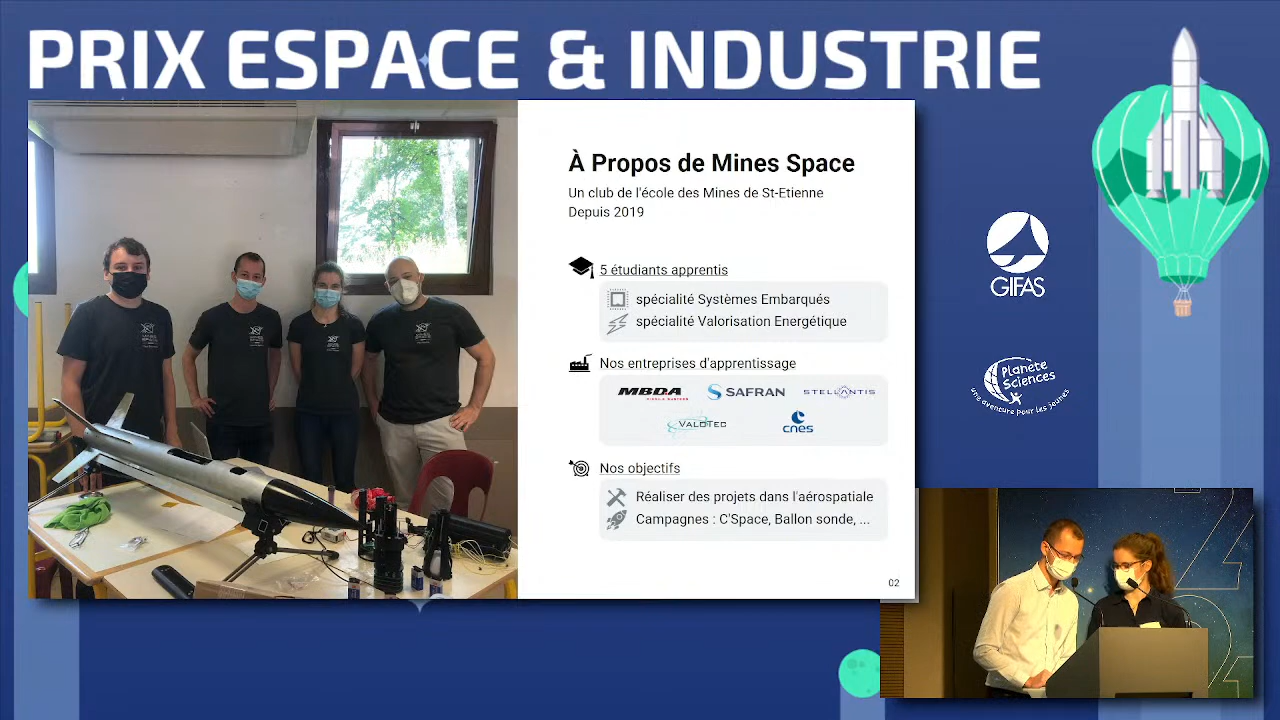 PRIX ESPACE & INDUSTRIE
À Propos de Mines Space
Un club de l'école des Mines de St-Etienne
Depuis 2019
5 étudiants apprentis
spécialité Systèmes Embarqués
spécialité Valorisation Energétique
Nos entreprises d'apprentissage
MBDA
SAFRAN
STELLANTIS
VALOTEC
cnes
Nos objectifs
Réaliser des projets dans l'aérospatiale
Campagnes : C'Space, Ballon sonde, ...
02
GIFAS
Planète
Sciences
une aventure pour les jeunes